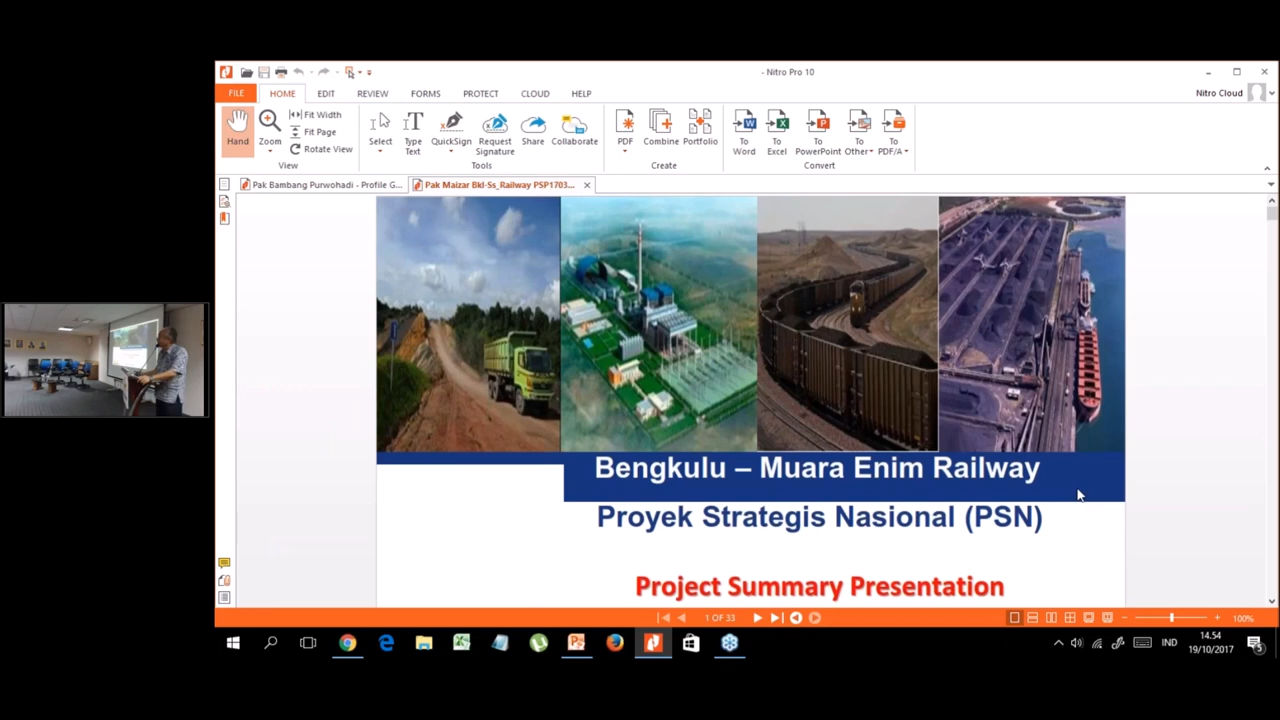 - Nitro Pro 10
FILE HOME EDIT REVIEW FORMS PROTECT CLOUD HELP
Nitro Cloud
Hand
Zoom
Fit Width
Fit Page
Rotate View
View
Select
Type Text
QuickSign
Request Signature
Share
Collaborate
Tools
PDF
Combine
Portfolio
Create
To Word
To Excel
To PowerPoint
To Other
To PDF/A
Convert
Pak Bambang Purwohadi - Profile G...
Pak Maizar Bkl-Ss_Railway PSP1703...
Bengkulu – Muara Enim Railway
Proyek Strategis Nasional (PSN)
Project Summary Presentation
1 OF 33
100%
IND
14.54
19/10/2017
5